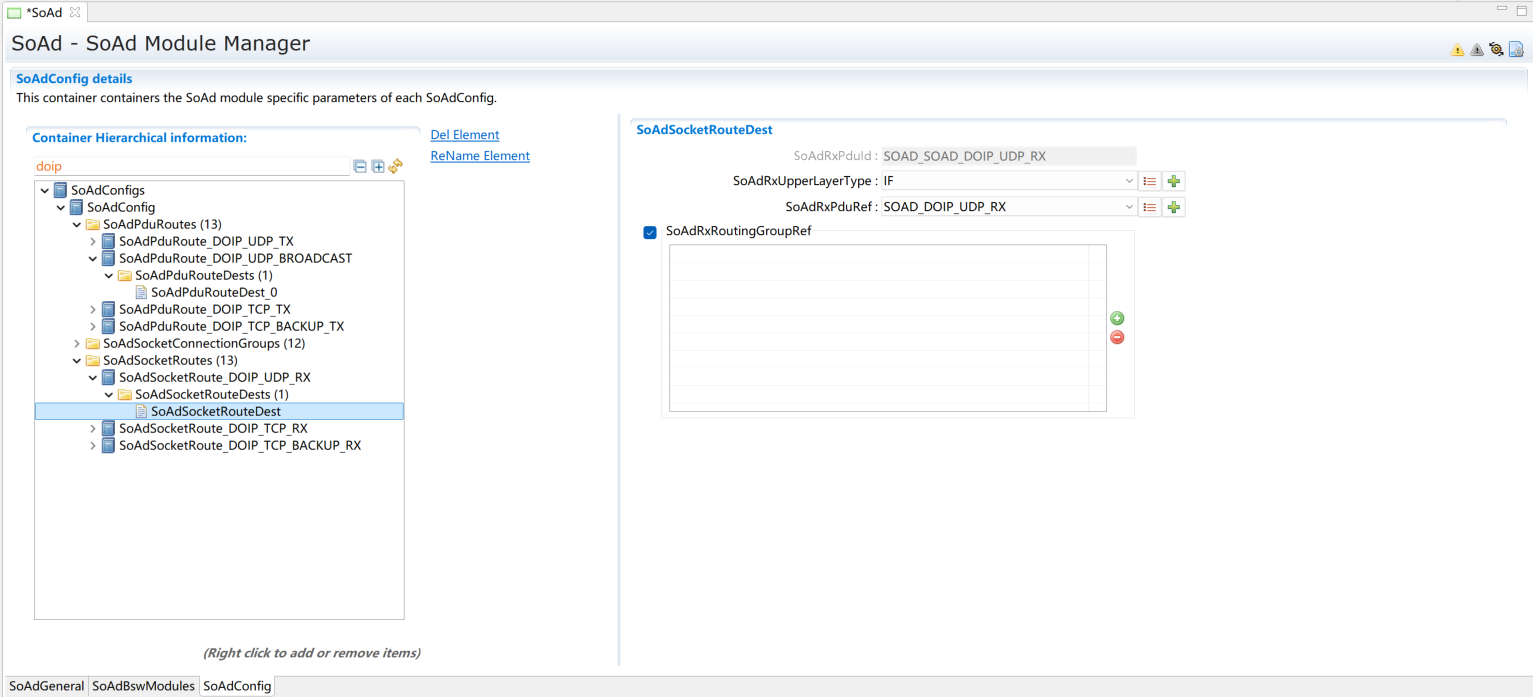 *SoAd
SoAd - SoAd Module Manager
SoAdConfig details
This container containers the SoAd module specific parameters of each SoAdConfig.
Container Hierarchical information:
doip
Del Element
ReName Element
SoAdConfigs
SoAdConfig
SoAdPduRoutes (13)
SoAdPduRoute_DOIP_UDP_TX
SoAdPduRoute_DOIP_UDP_BROADCAST
SoAdPduRouteDests (1)
SoAdPduRouteDest_0
SoAdPduRoute_DOIP_TCP_TX
SoAdPduRoute_DOIP_TCP_BACKUP_TX
SoAdSocketConnectionGroups (12)
SoAdSocketRoutes (13)
SoAdSocketRoute_DOIP_UDP_RX
SoAdSocketRouteDests (1)
SoAdSocketRouteDest
SoAdSocketRoute_DOIP_TCP_RX
SoAdSocketRoute_DOIP_TCP_BACKUP_RX
(Right click to add or remove items)
SoAdSocketRouteDest
SoAdRxPduId : SOAD_SOAD_DOIP_UDP_RX
SoAdRxUpperLayerType : IF
SoAdRxPduRef : SOAD_DOIP_UDP_RX
SoAdRxRoutingGroupRef
SoAdGeneral SoAdBswModules SoAdConfig